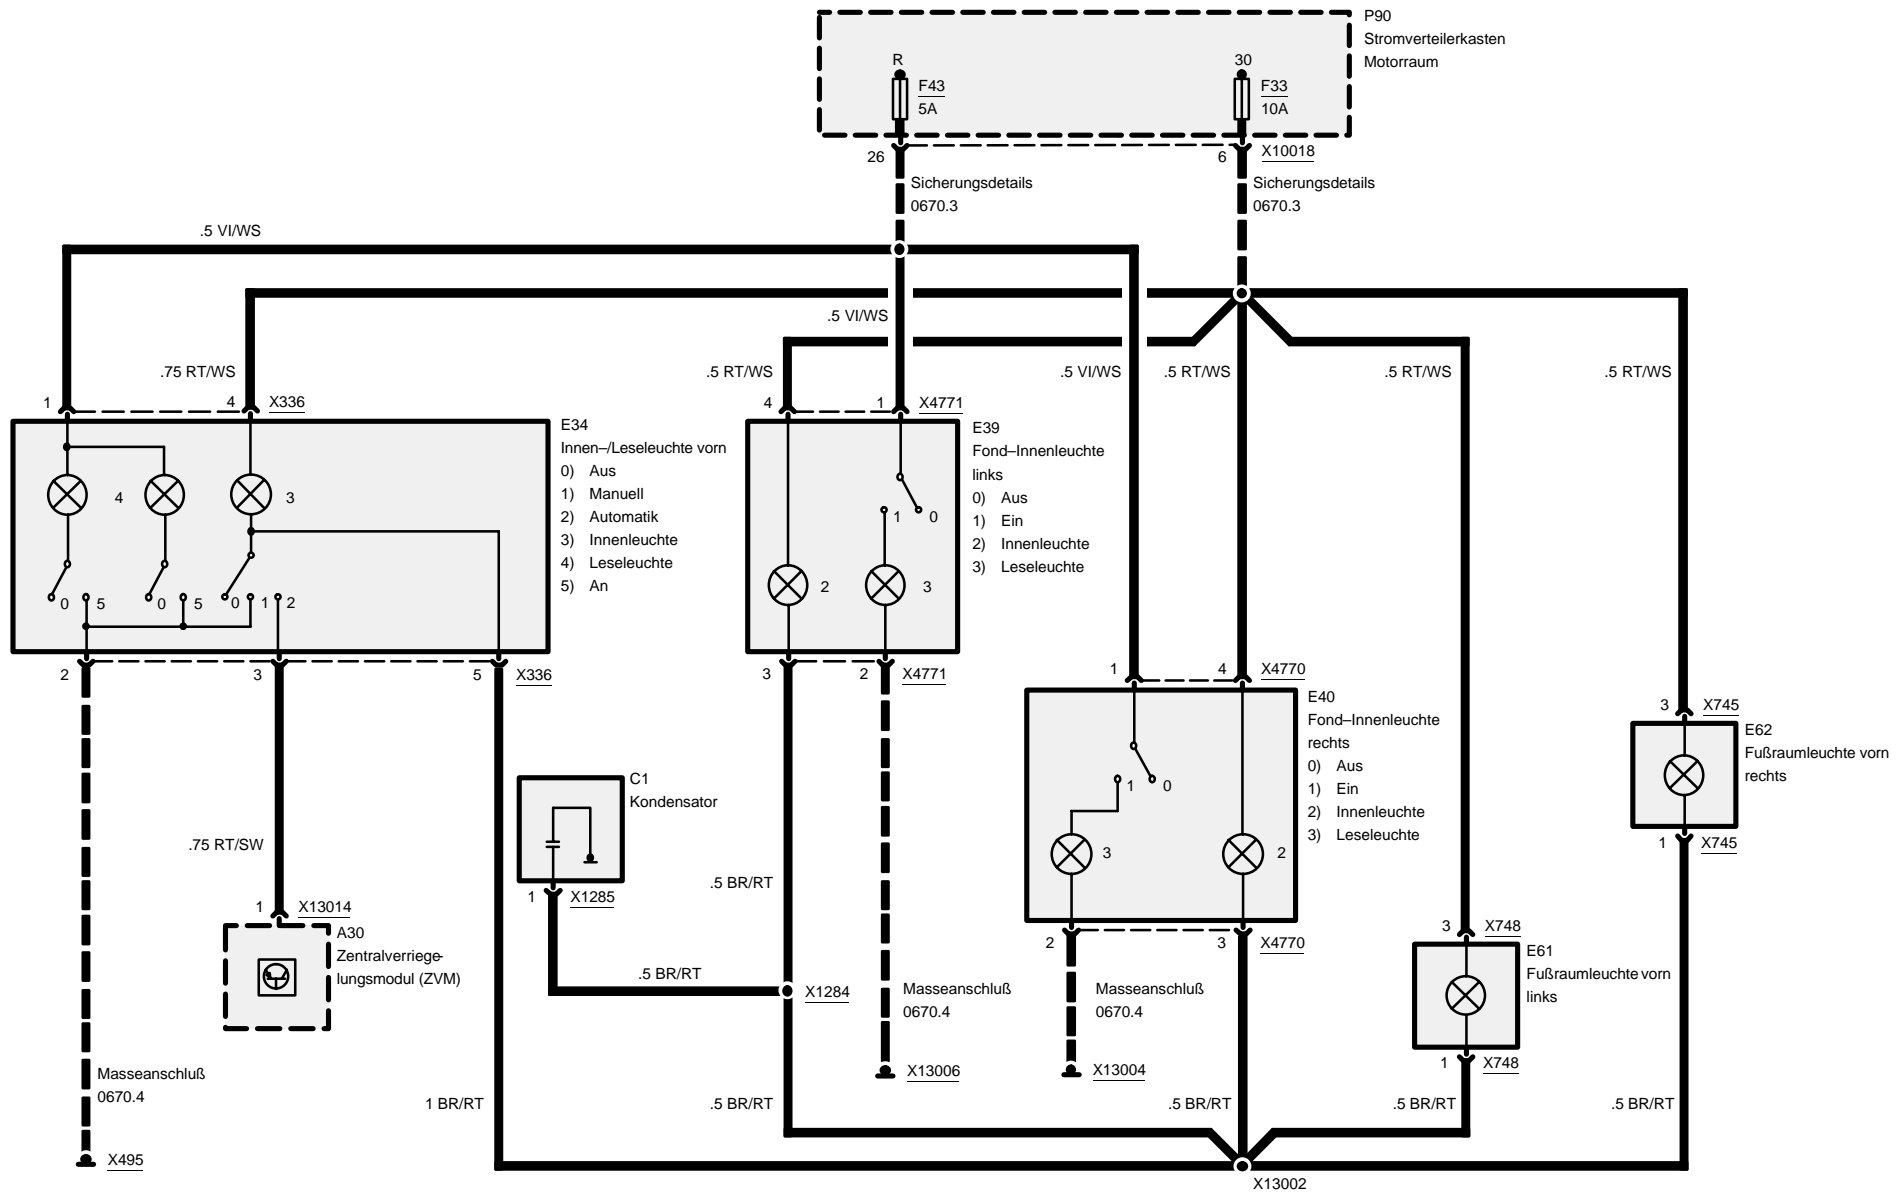 P90
Stromverteilerkasten
Motorraum
R
F43
5A
30
F33
10A
26
6
X10018
Sicherungsdetails
0670.3
Sicherungsdetails
0670.3
.5 VI/WS
.5 VI/WS
.75 RT/WS
.5 RT/WS
.5 VI/WS
.5 RT/WS
.5 RT/WS
.5 RT/WS
1
4
X336
E34
Innen–/Leseleuchte vorn
0) Aus
1) Manuell
2) Automatik
3) Innenleuchte
4) Leseleuchte
5) An
4
3
0
5
0
5
0
1
2
2
3
5
X336
4
1
X4771
E39
Fond–Innenleuchte
links
0) Aus
1) Ein
2) Innenleuchte
3) Leseleuchte
1
0
2
3
3
2
X4771
1
4
X4770
E40
Fond–Innenleuchte
rechts
0) Aus
1) Ein
2) Innenleuchte
3) Leseleuchte
1
0
3
2
2
3
X4770
3
X745
E62
Fußraumleuchte vorn
rechts
1
X745
C1
Kondensator
1
X1285
.75 RT/SW
.5 BR/RT
1
X13014
A30
Zentralverriege-
lungsmodul (ZVM)
.5 BR/RT
X1284
3
X748
E61
Fußraumleuchte vorn
links
1
X748
Masseanschluß
0670.4
X13006
Masseanschluß
0670.4
X13004
Masseanschluß
0670.4
X495
1 BR/RT
.5 BR/RT
.5 BR/RT
.5 BR/RT
.5 BR/RT
X13002